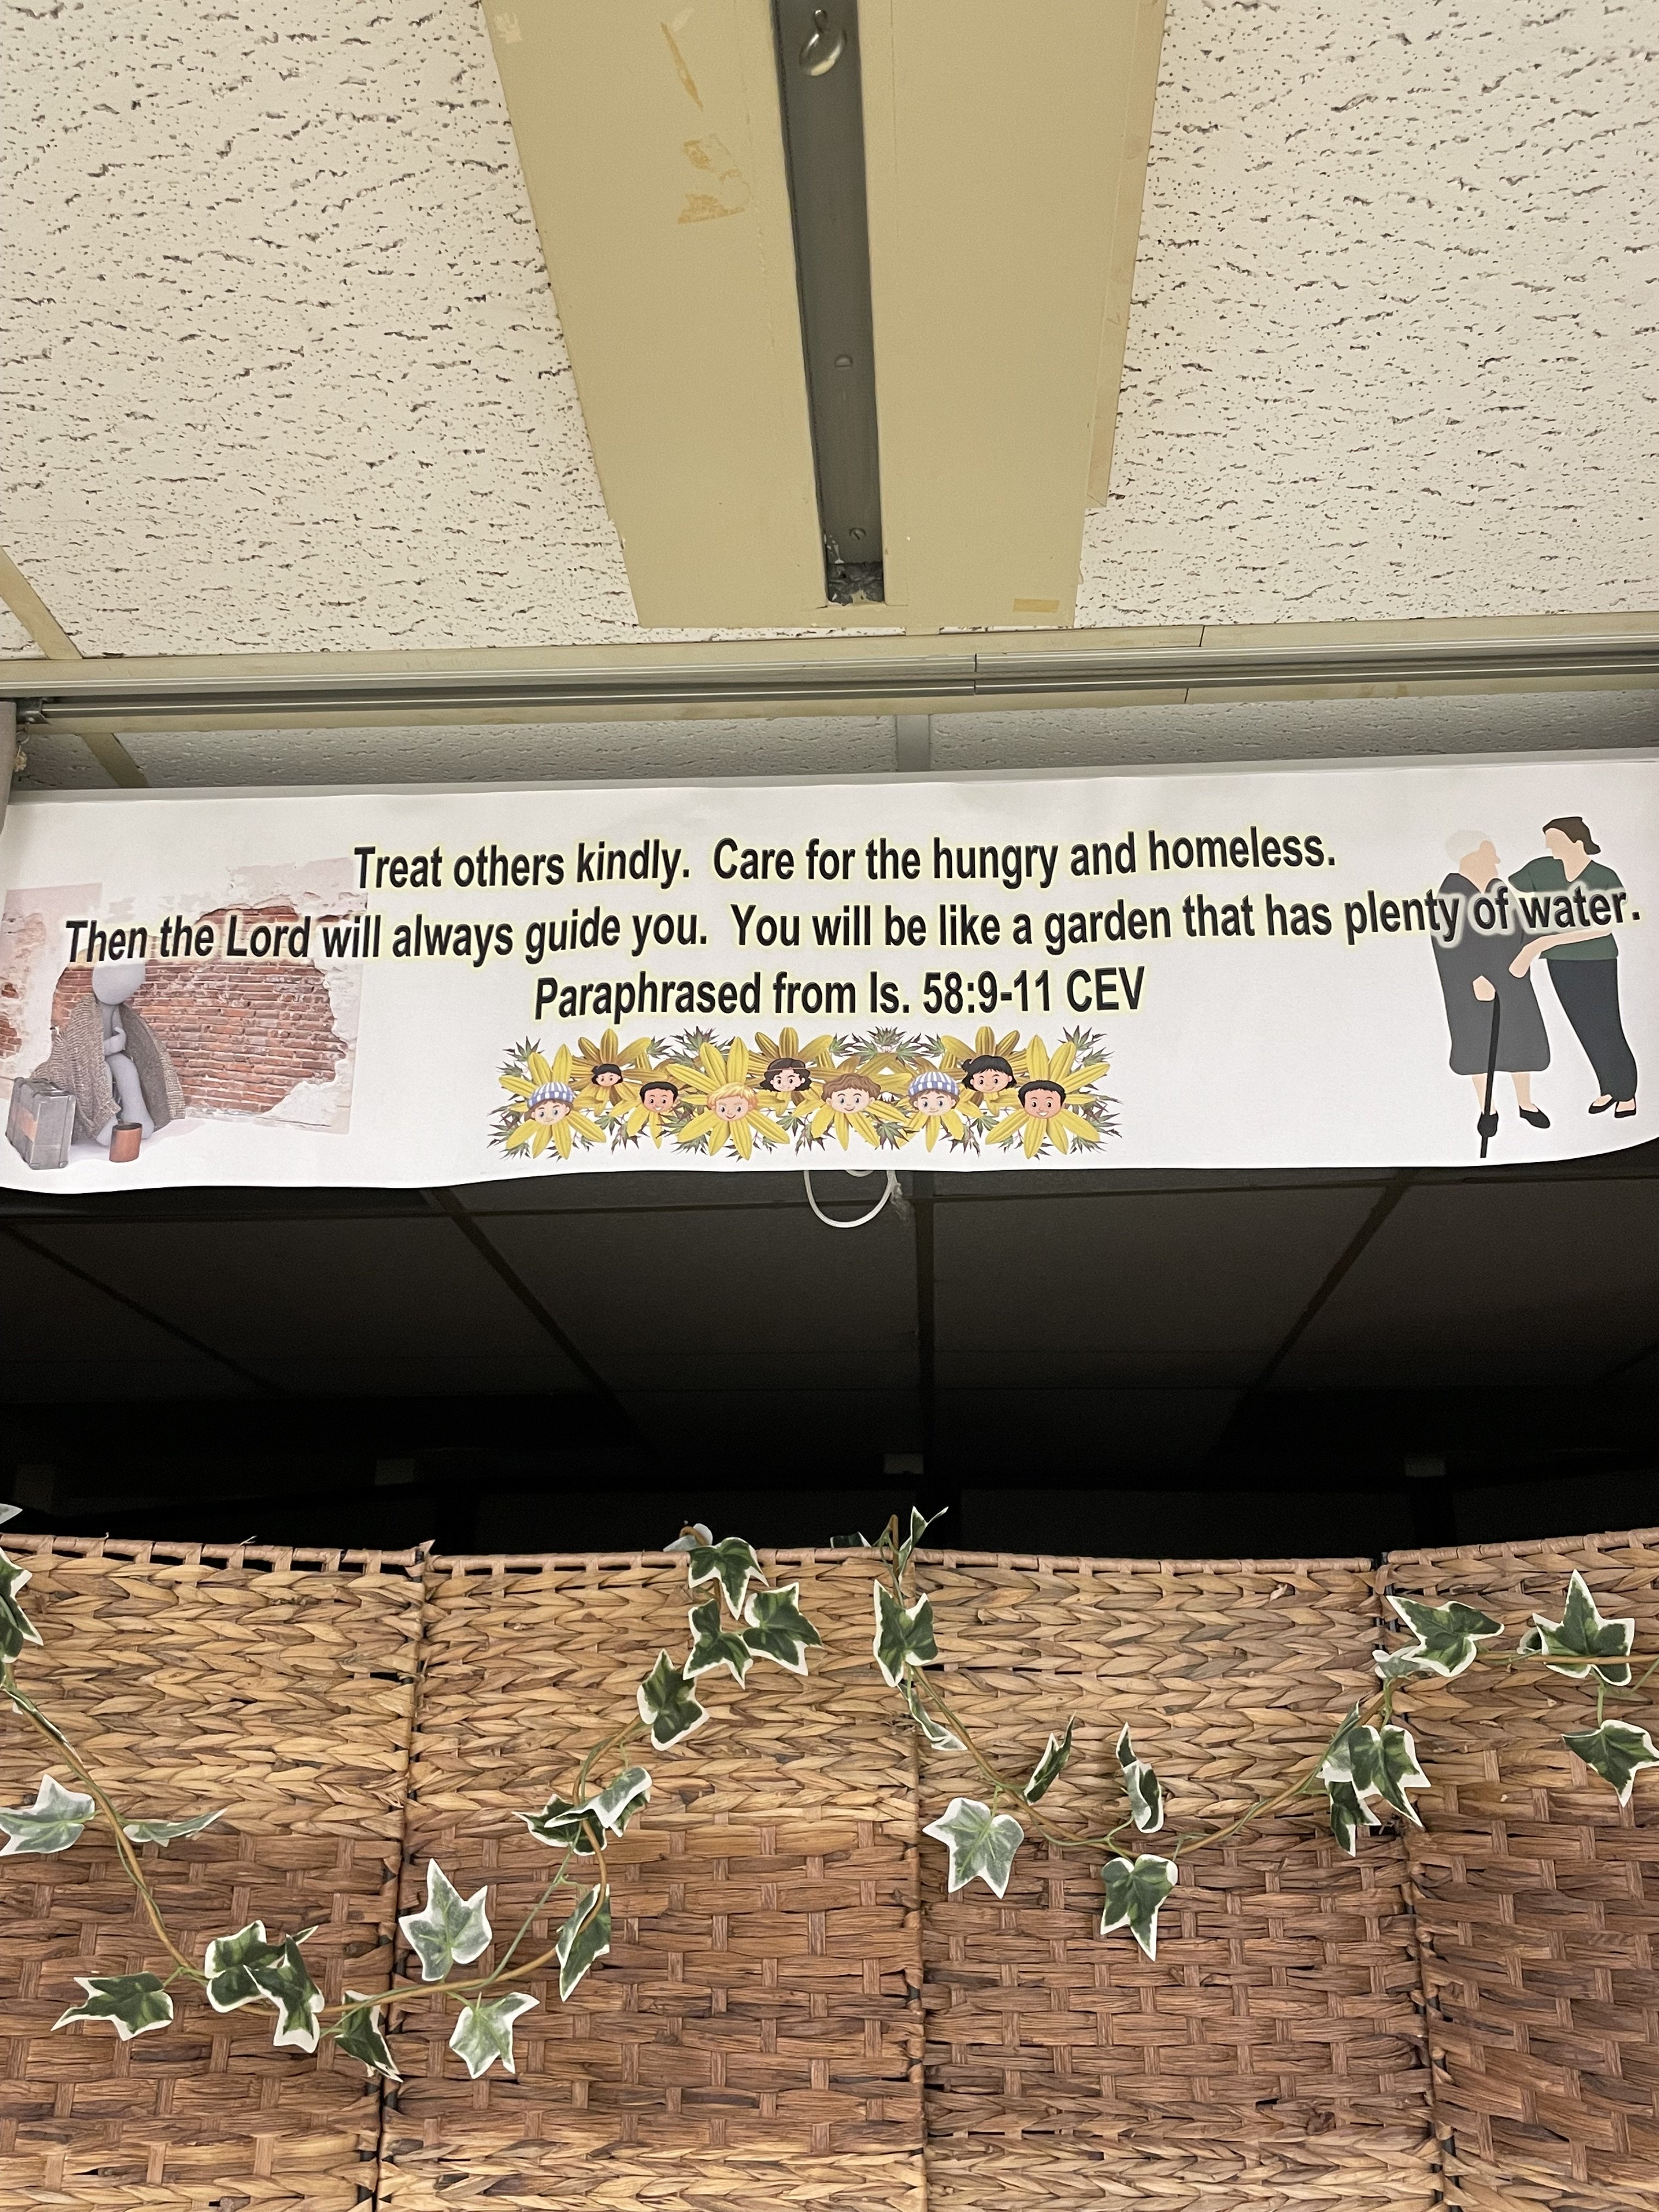 Treat others kindly.  Care for the hungry and homeless.
Then the Lord will always guide you.  You will be like a garden that has plenty of water.
Paraphrased from Is. 58:9-11 CEV